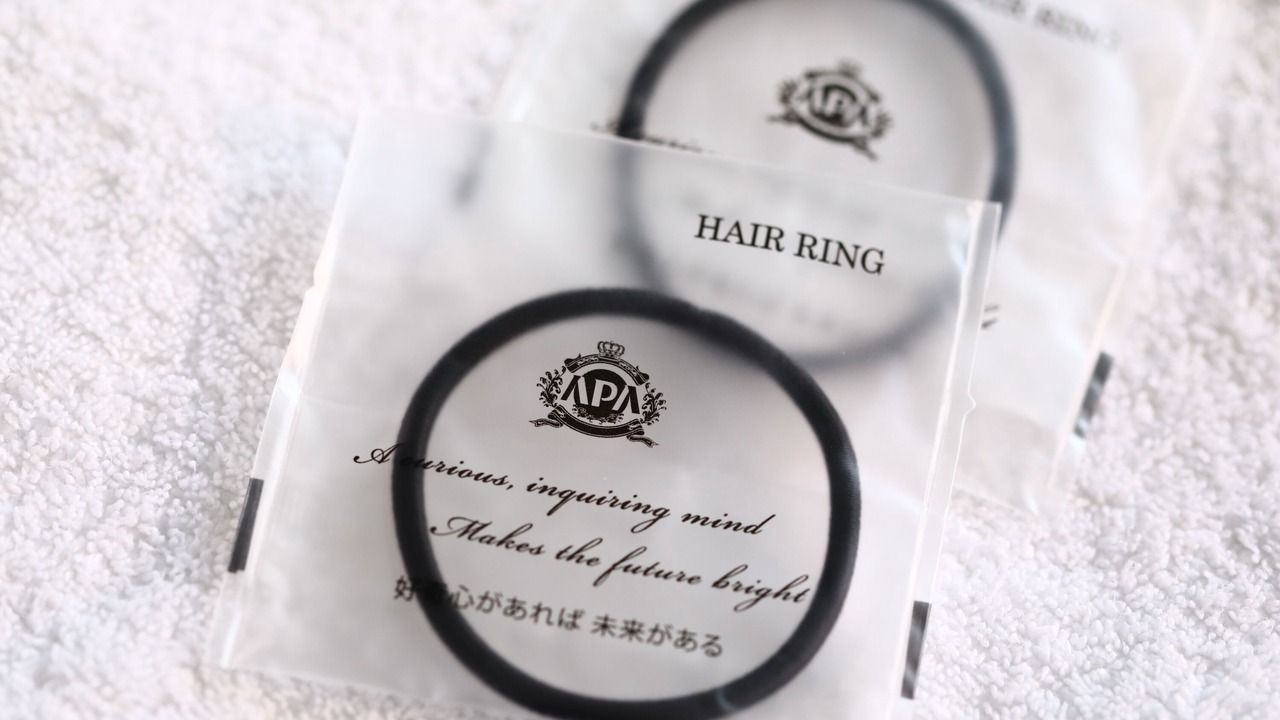 HAIR RING
APA
A curious, inquiring mind
Makes the future bright
好奇心があれば 未来がある
APA